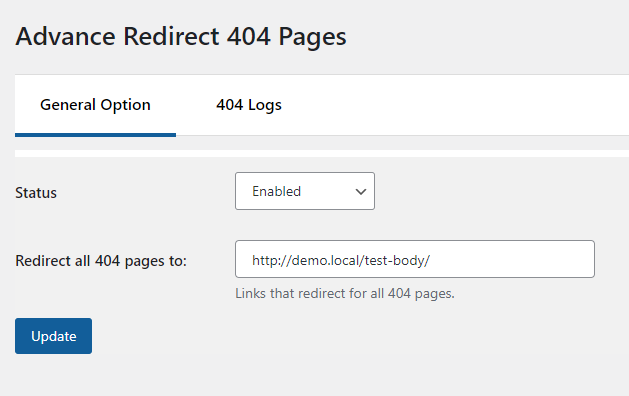 Advance Redirect 404 Pages
General Option 404 Logs
Status Enabled
Redirect all 404 pages to: http://demo.local/test-body/
Links that redirect for all 404 pages.
Update